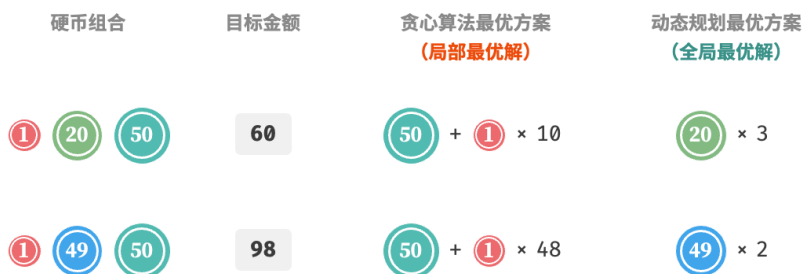 硬币组合 目标金额 贪心算法最优方案 动态规划最优方案
（局部最优解） （全局最优解）
1 20 50 60 50 + 1 × 10 20 × 3
1 49 50 98 50 + 1 × 48 49 × 2